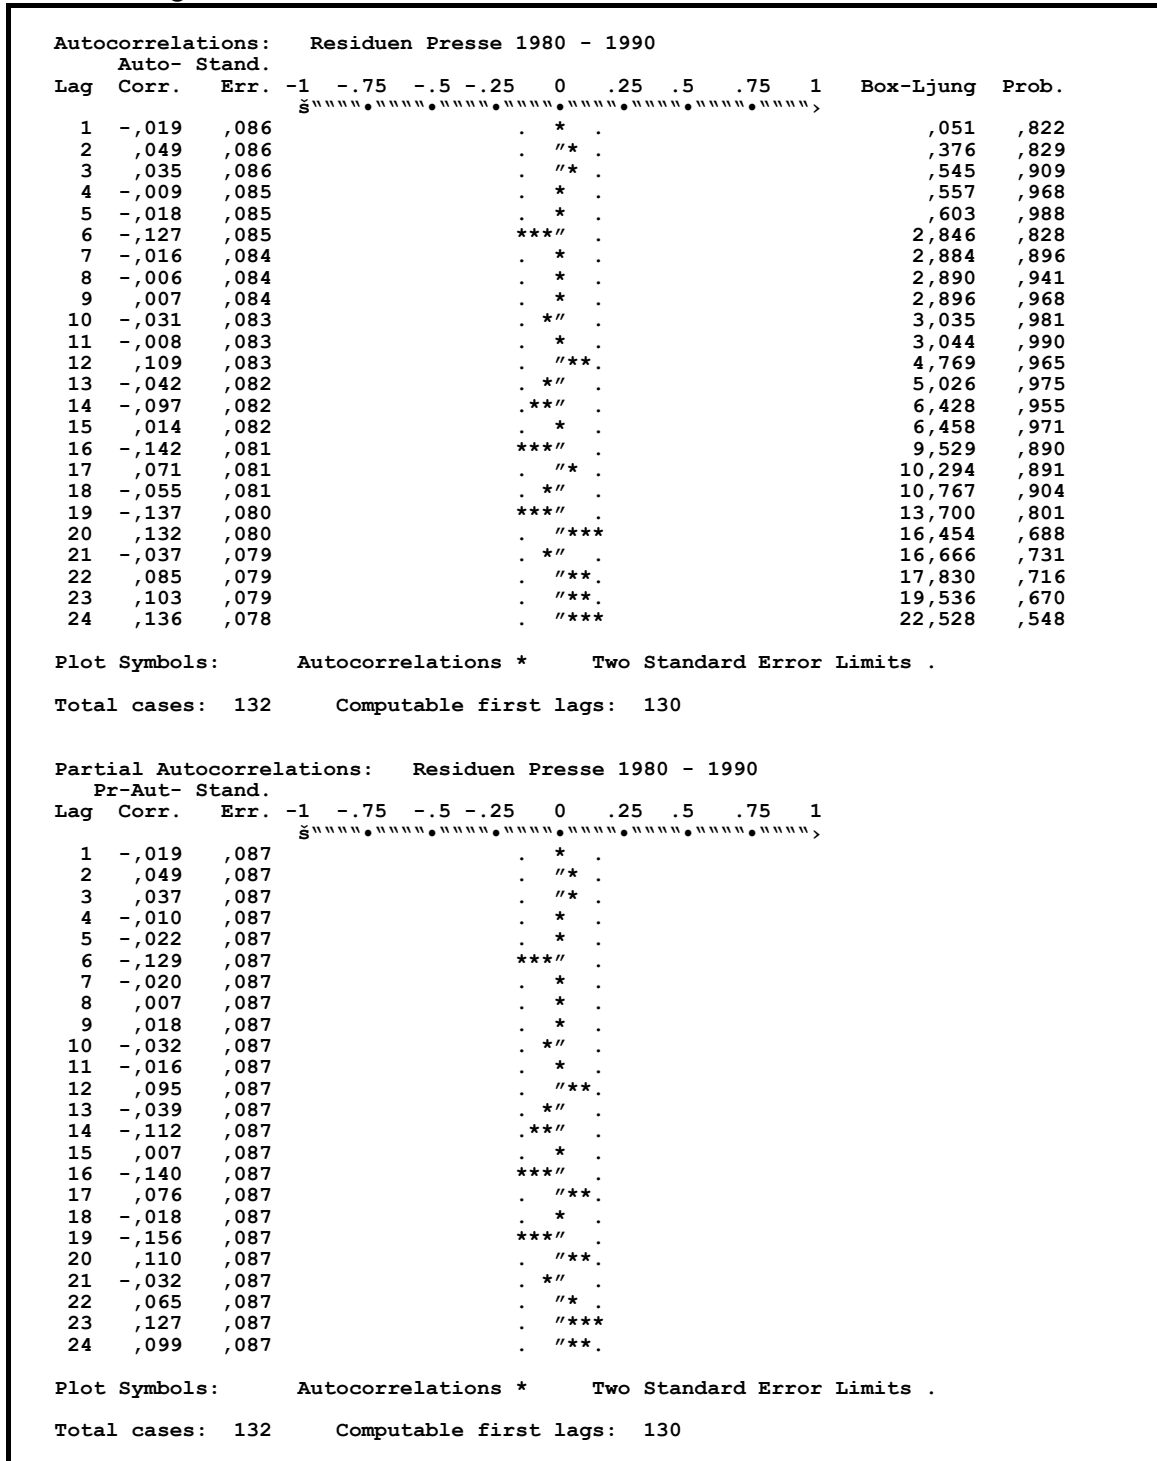 Autocorrelations:   Residuen Presse 1980 - 1990
     Auto- Stand.
Lag  Corr.   Err. -1  -.75  -.5 -.25   0   .25  .5   .75   1   Box-Ljung  Prob.
š‟‟‟‟•‟‟‟‟•‟‟‟‟•‟‟‟‟•‟‟‟‟•‟‟‟‟•‟‟‟‟•‟‟‟‟›
1  -,019   ,086   .  *  .   ,051   ,822
2   ,049   ,086   .  ″* .   ,376   ,829
3   ,035   ,086   .  ″* .   ,545   ,909
4  -,009   ,085   .  *  .   ,557   ,968
5  -,018   ,085   .  *  .   ,603   ,988
6  -,127   ,085   ***″  .   2,846   ,828
7  -,016   ,084   .  *  .   2,884   ,896
8  -,006   ,084   .  *  .   2,890   ,941
9   ,007   ,084   .  *  .   2,896   ,968
10  -,031   ,083   . *″  .   3,035   ,981
11  -,008   ,083   .  *  .   3,044   ,990
12   ,109   ,083   .  ″**.   4,769   ,965
13  -,042   ,082   . *″  .   5,026   ,975
14  -,097   ,082   .**″  .   6,428   ,955
15   ,014   ,082   .  *  .   6,458   ,971
16  -,142   ,081   ***″  .   9,529   ,890
17   ,071   ,081   .  ″* .   10,294   ,891
18  -,055   ,081   . *″  .   10,767   ,904
19  -,137   ,080   ***″  .   13,700   ,801
20   ,132   ,080   .  ″***   16,454   ,688
21  -,037   ,079   . *″  .   16,666   ,731
22   ,085   ,079   .  ″**.   17,830   ,716
23   ,103   ,079   .  ″**.   19,536   ,670
24   ,136   ,078   .  ″***   22,528   ,548
Plot Symbols:      Autocorrelations *     Two Standard Error Limits .
Total cases:  132     Computable first lags:  130
Partial Autocorrelations:   Residuen Presse 1980 - 1990
   Pr-Aut- Stand.
Lag  Corr.   Err. -1  -.75  -.5 -.25   0   .25  .5   .75   1
š‟‟‟‟•‟‟‟‟•‟‟‟‟•‟‟‟‟•‟‟‟‟•‟‟‟‟•‟‟‟‟•‟‟‟‟›
1  -,019   ,087   .  *  .
2   ,049   ,087   .  ″* .
3   ,037   ,087   .  ″* .
4  -,010   ,087   .  *  .
5  -,022   ,087   .  *  .
6  -,129   ,087   ***″  .
7  -,020   ,087   .  *  .
8   ,007   ,087   .  *  .
9   ,018   ,087   .  *  .
10  -,032   ,087   . *″  .
11  -,016   ,087   .  *  .
12   ,095   ,087   .  ″**.
13  -,039   ,087   . *″  .
14  -,112   ,087   .**″  .
15   ,007   ,087   .  *  .
16  -,140   ,087   ***″  .
17   ,076   ,087   .  ″**.
18  -,018   ,087   .  *  .
19  -,156   ,087   ***″  .
20   ,110   ,087   .  ″**.
21  -,032   ,087   . *″  .
22   ,065   ,087   .  ″* .
23   ,127   ,087   .  ″***
24   ,099   ,087   .  ″**.
Plot Symbols:      Autocorrelations *     Two Standard Error Limits .
Total cases:  132     Computable first lags:  130